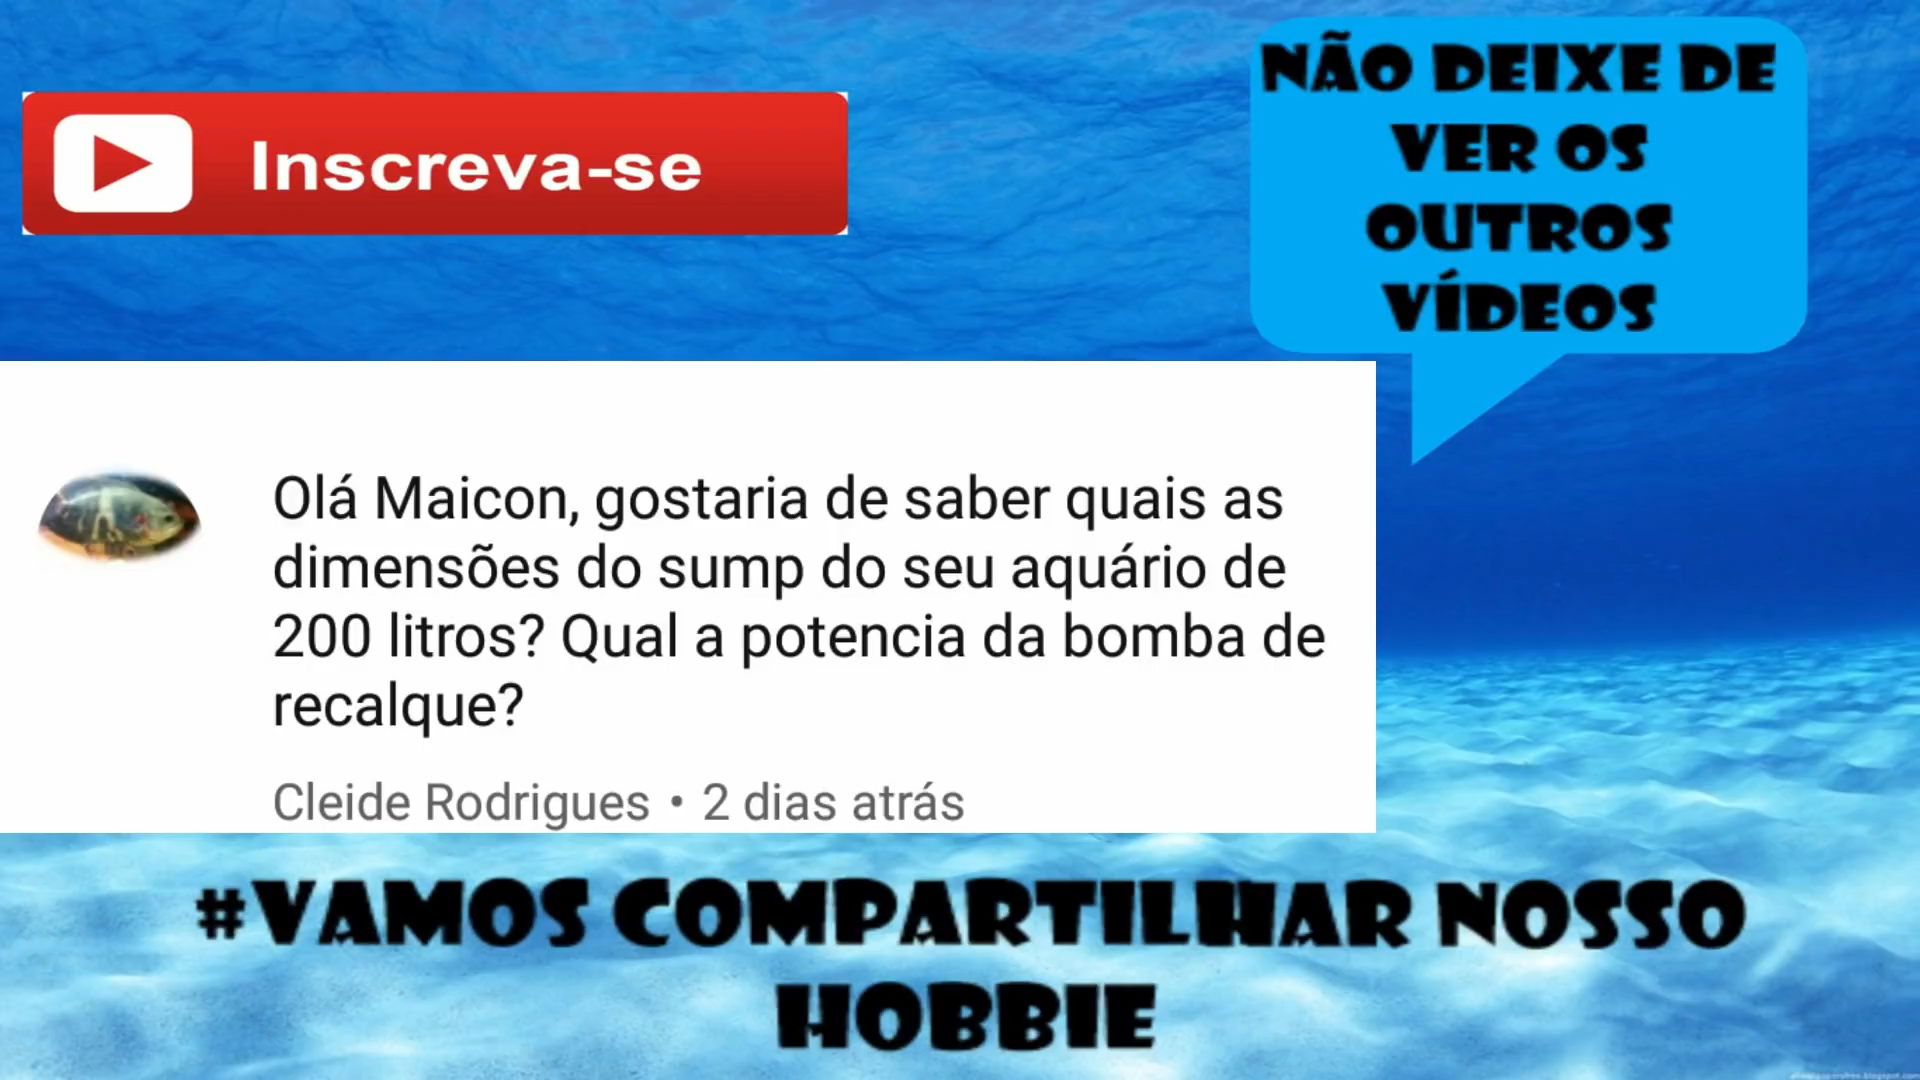 Inscreva-se
NÃO DEIXE DE
VER OS
OUTROS
VÍDEOS
Olá Maicon, gostaria de saber quais as
dimensões do sump do seu aquário de
200 litros? Qual a potencia da bomba de
recalque?
Cleide Rodrigues • 2 dias atrás
#VAMOS COMPARTILHAR NOSSO
HOBBIE